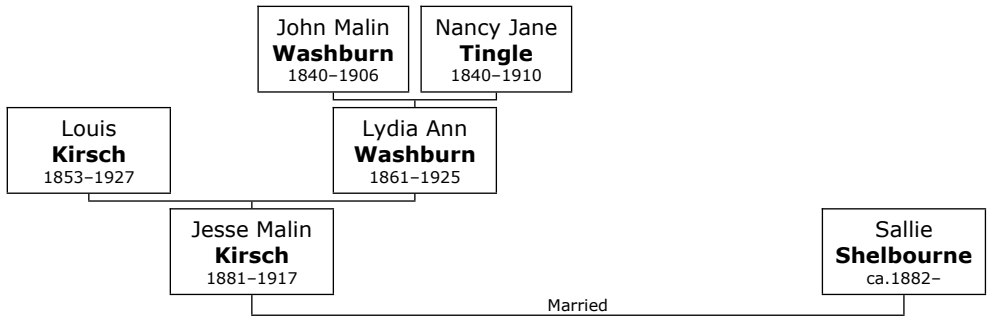 John Malin
Washburn
1840–1906
Nancy Jane
Tingle
1840–1910
Louis
Kirsch
1853–1927
Lydia Ann
Washburn
1861–1925
Jesse Malin
Kirsch
1881–1917
Sallie
Shelbourne
ca.1882–
Married